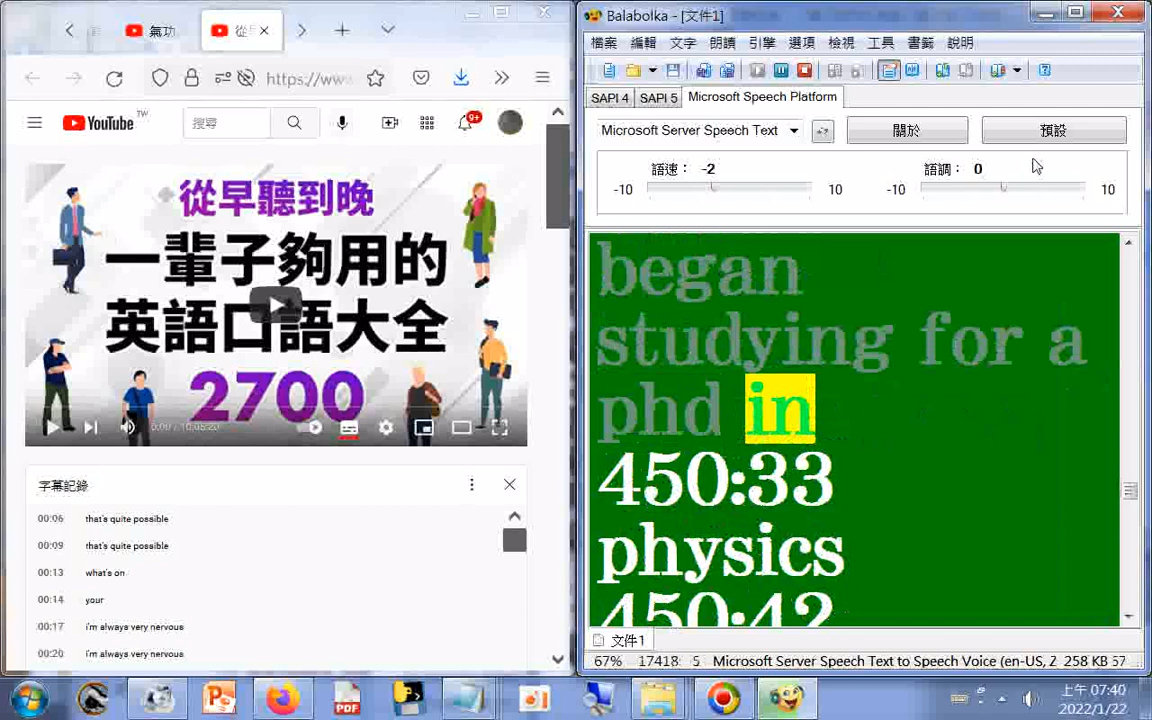 氣功
從
https://www
YouTube TW
搜尋
9+
從早聽到晚
一輩子夠用的
英語口語大全
2700
字幕記錄
00:06 that's quite possible
00:09 that's quite possible
00:13 what's on
00:14 your
00:17 i'm always very nervous
00:20 i'm always very nervous
Balabolka - [文件1]
檔案 編輯 文字 朗讀 引擎 選項 檢視 工具 書籤 說明
SAPI 4 SAPI 5 Microsoft Speech Platform
Microsoft Server Speech Text
關於
預設
語速： -2
語調： 0
-10 10 -10 10
began
studying for a
phd in
450:33
physics
450:42
文件1
67% 17418: 5 Microsoft Server Speech Text to Speech Voice (en-US, Z 258 KB 57
PDF
上午 07:40
2022/1/22